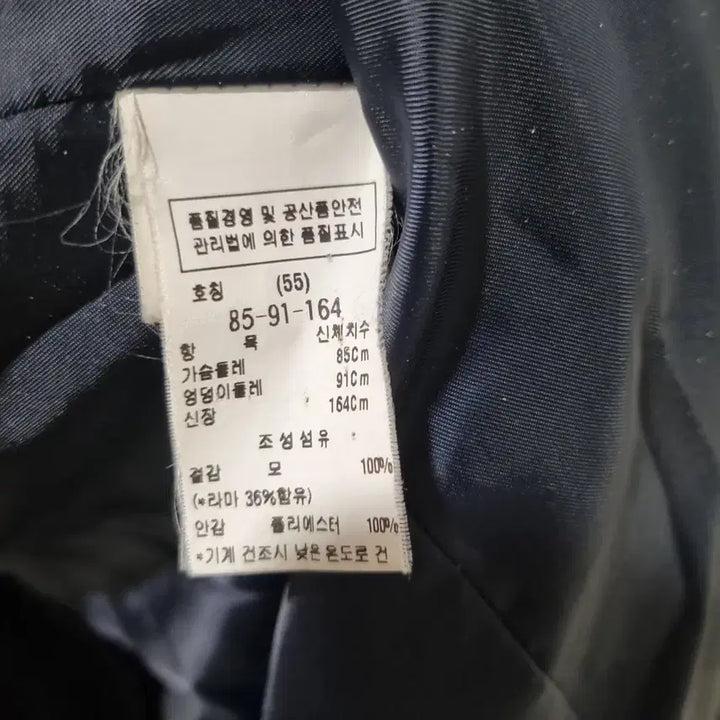 품질경영 및 공산품안전
관리법에 의한 품질표시
호칭 (55)
85-91-164
항 목 신체치수
가슴둘레 85Cm
엉덩이둘레 91Cm
신장 164Cm
조성섬유
겉감 모 100%
(*라마 36%함유)
안감 폴리에스터 100%
*기계 건조시 낮은 온도로 건